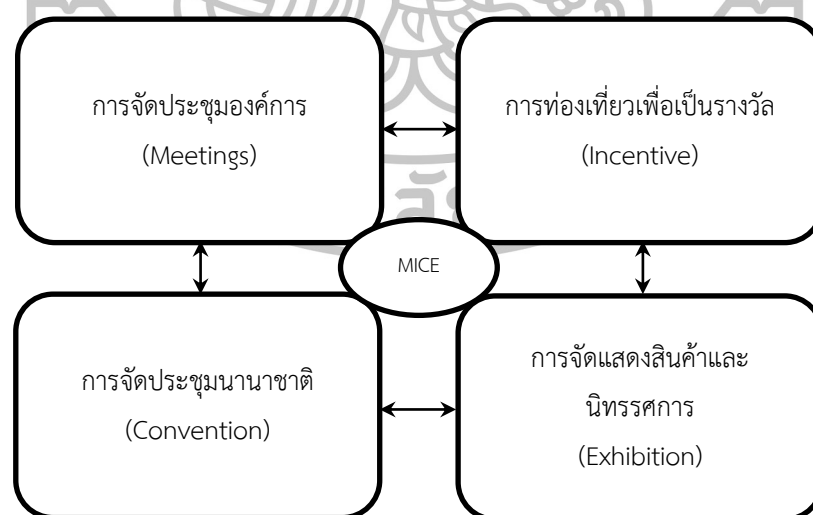 การจัดประชุมองค์การ
(Meetings)
การท่องเที่ยวเพื่อเป็นรางวัล
(Incentive)
MICE
การจัดประชุมนานาชาติ
(Convention)
การจัดแสดงสินค้าและ
นิทรรศการ
(Exhibition)